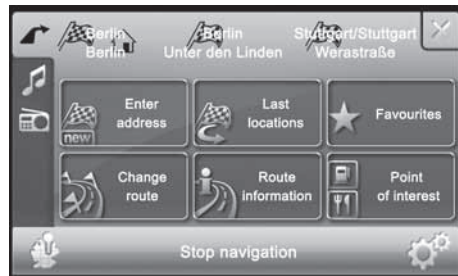 Berlin
Berlin
Berlin
Unter den Linden
Stuttgart/Stuttgart
Werastraße
Enter
address
new
Last
locations
Favourites
Change
route
Route
information
Point
of interest
Stop navigation